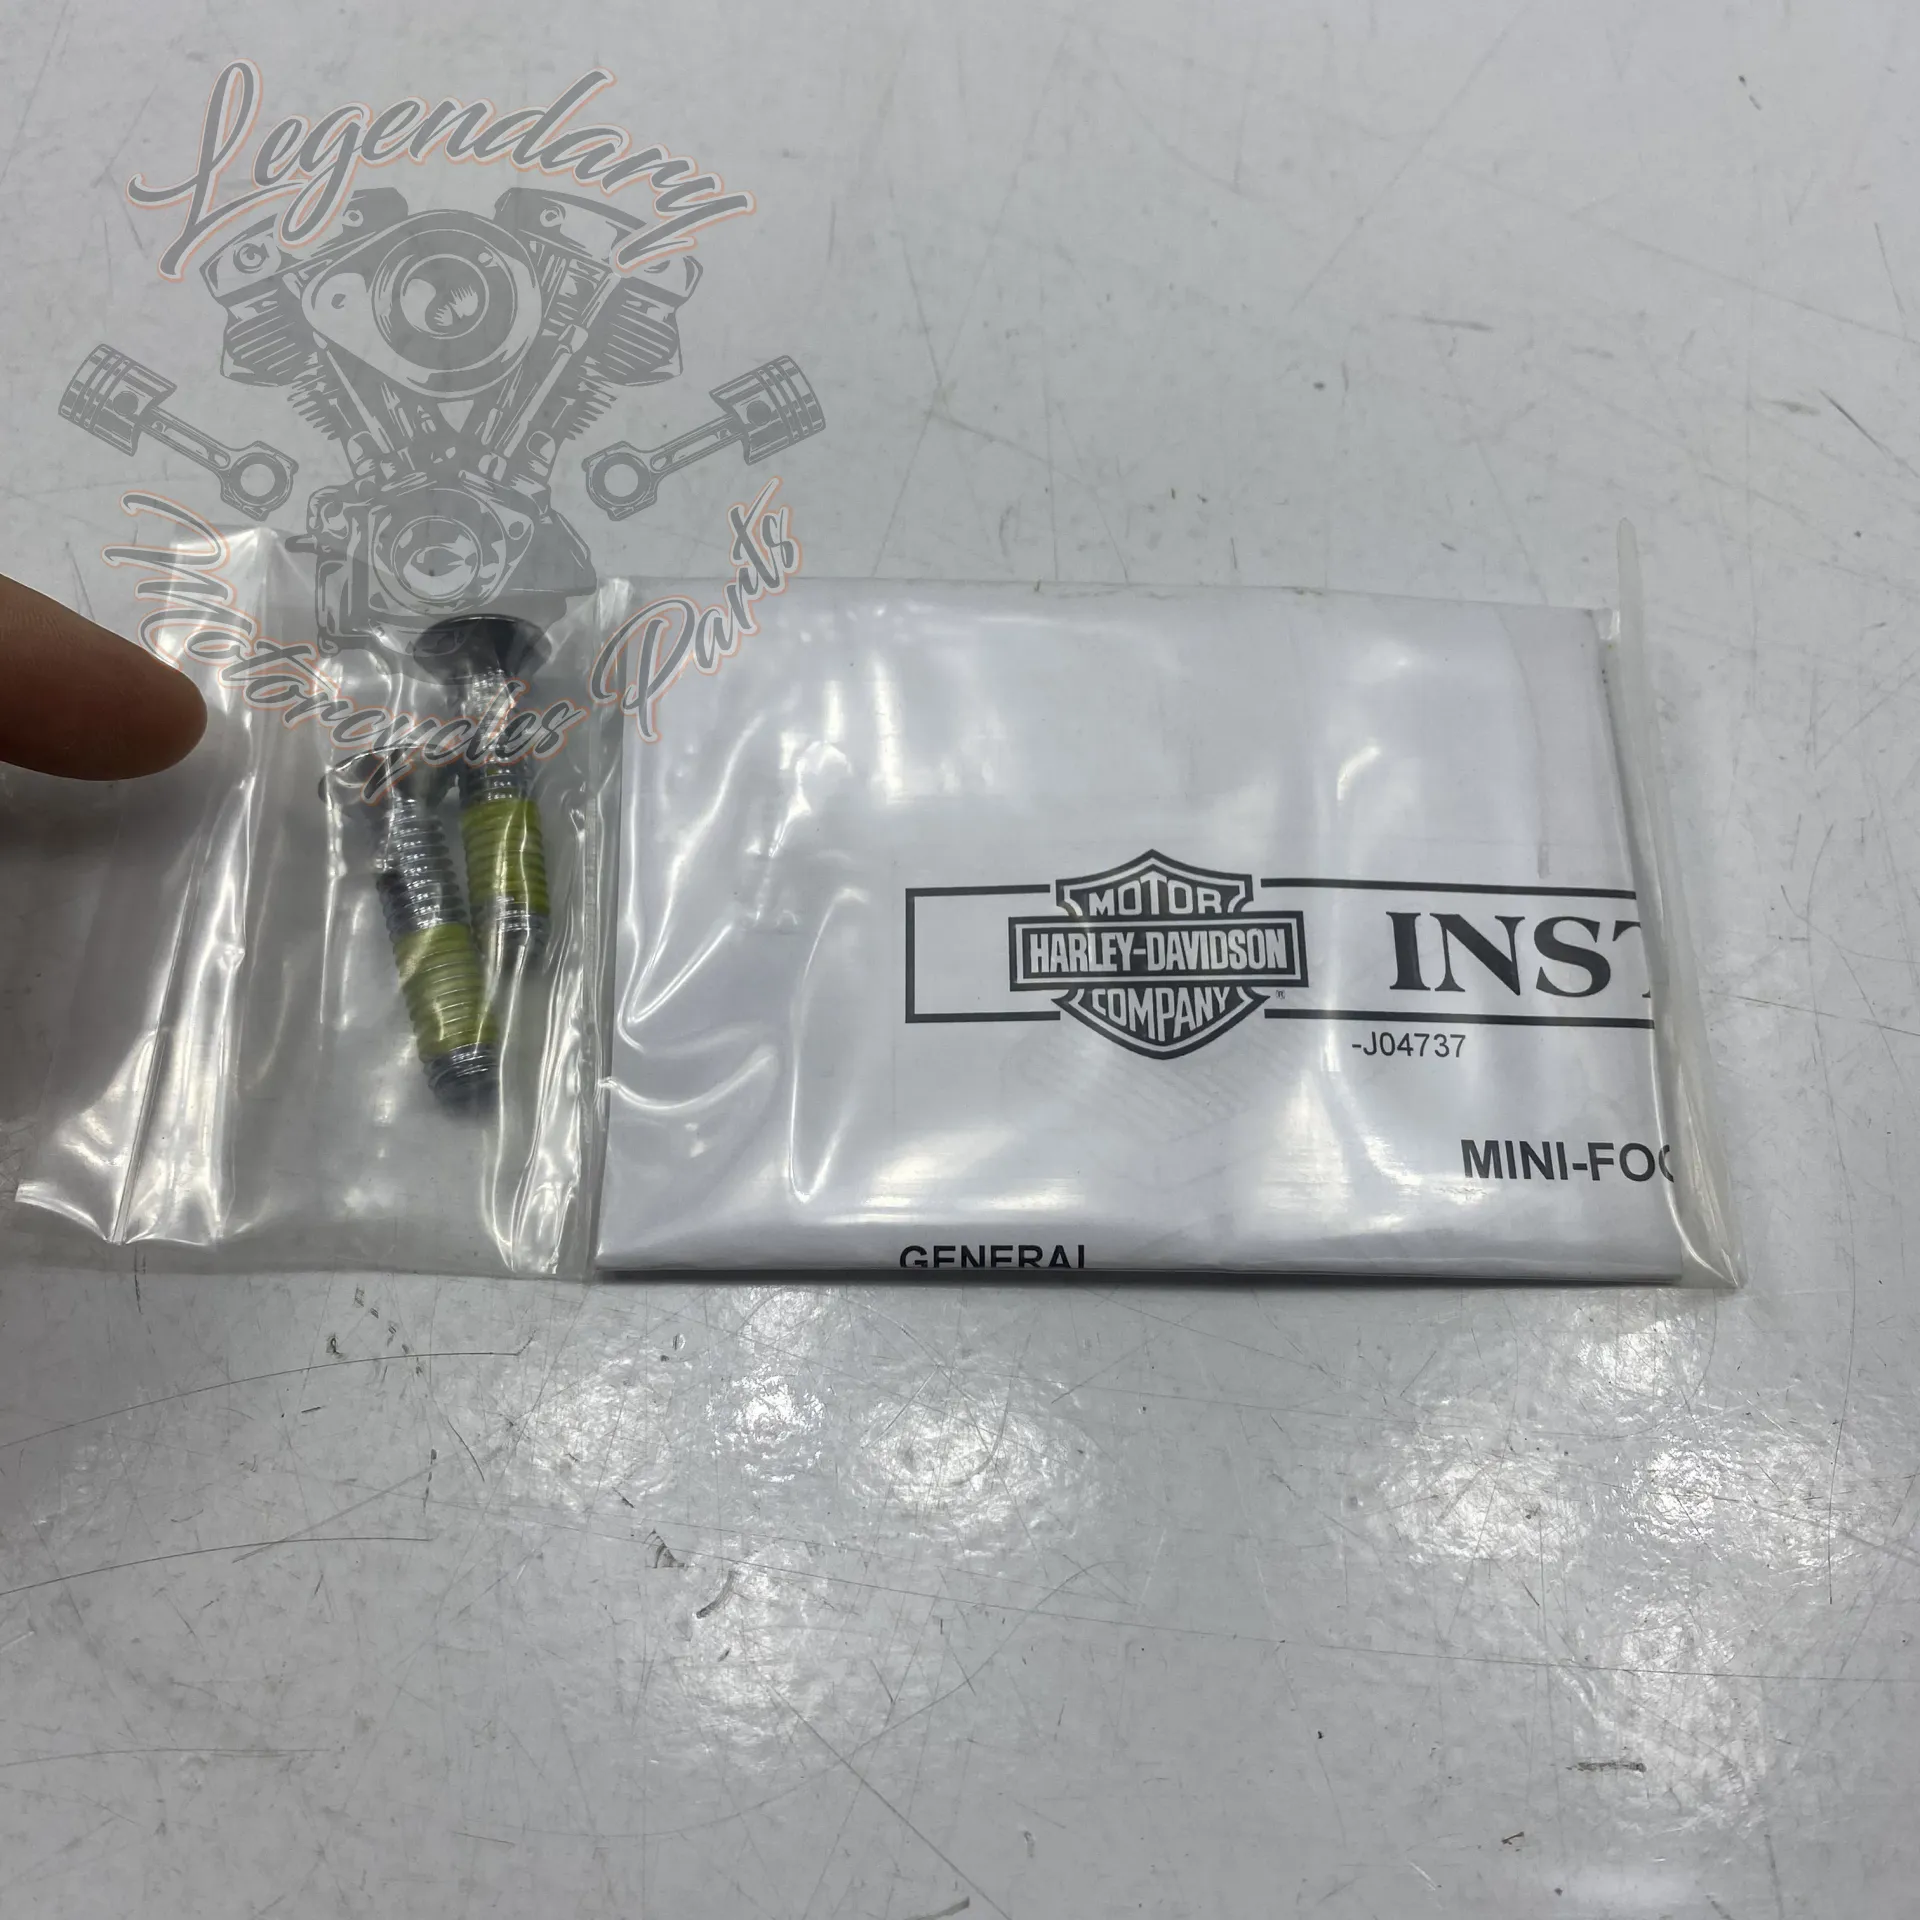 Legendary
Motorcycles Parts
MOTOR
HARLEY-DAVIDSON
COMPANY
INST
-J04737
MINI-FOO
GENERAL